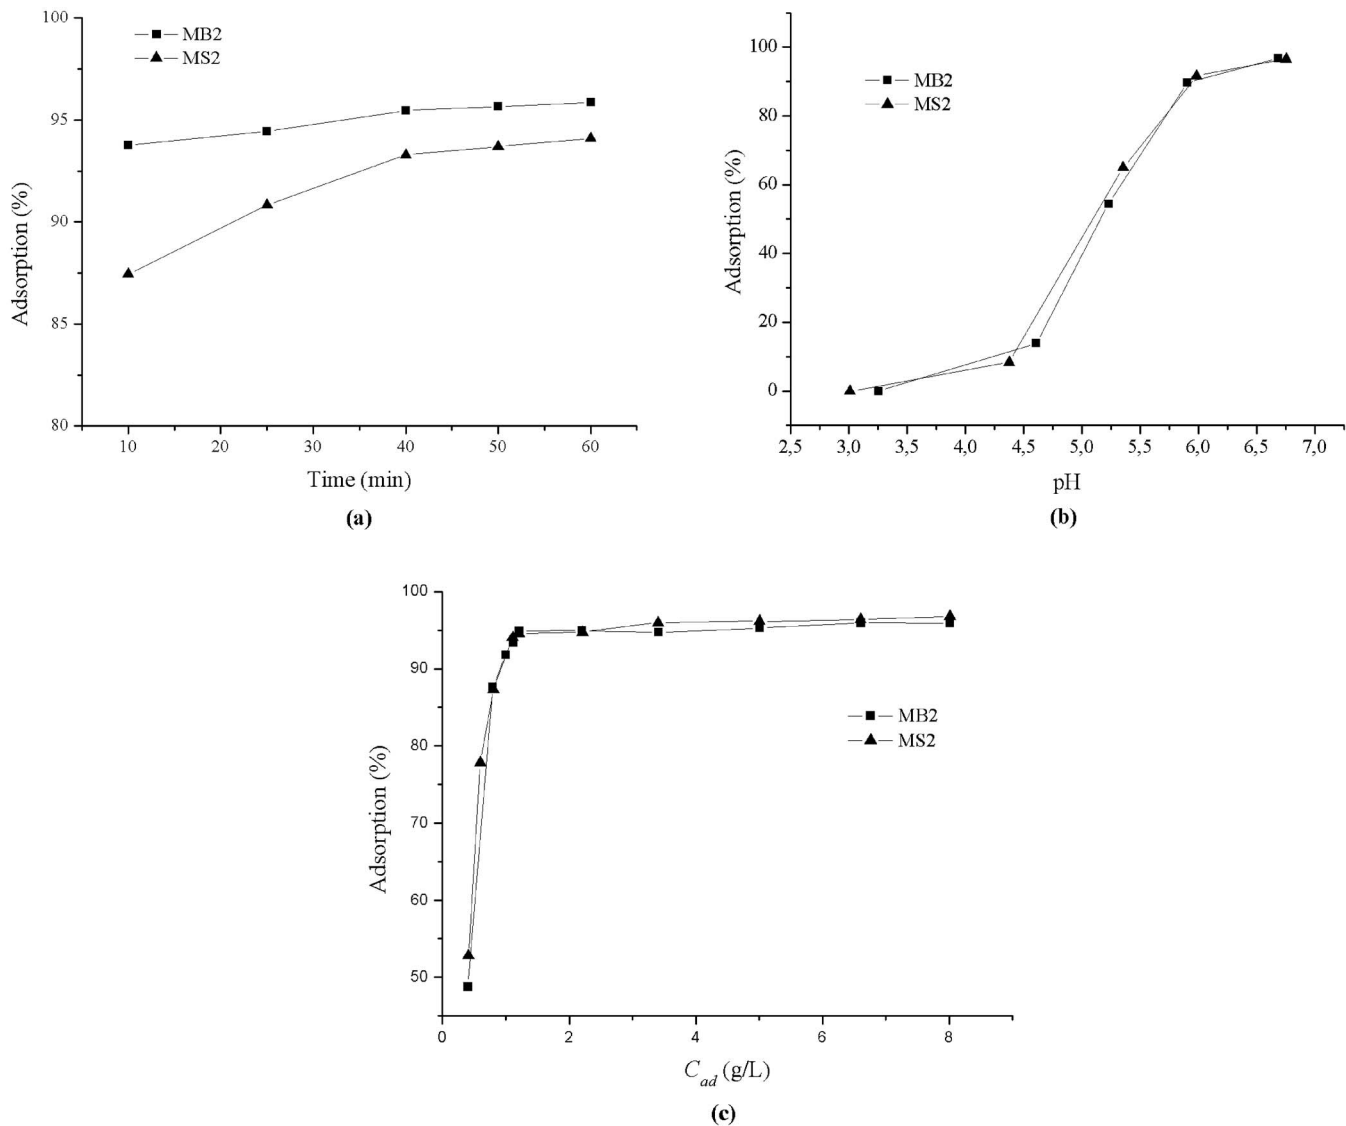 100
95
90
85
80
Adsorption (%)
MB2
MS2
10 20 30 40 50 60
Time (min)
(a)
100
80
60
40
20
0
Adsorption (%)
MB2
MS2
2,5 3,0 3,5 4,0 4,5 5,0 5,5 6,0 6,5 7,0
pH
(b)
100
90
80
70
60
50
Adsorption (%)
MB2
MS2
0 2 4 6 8
C_ad (g/L)
(c)